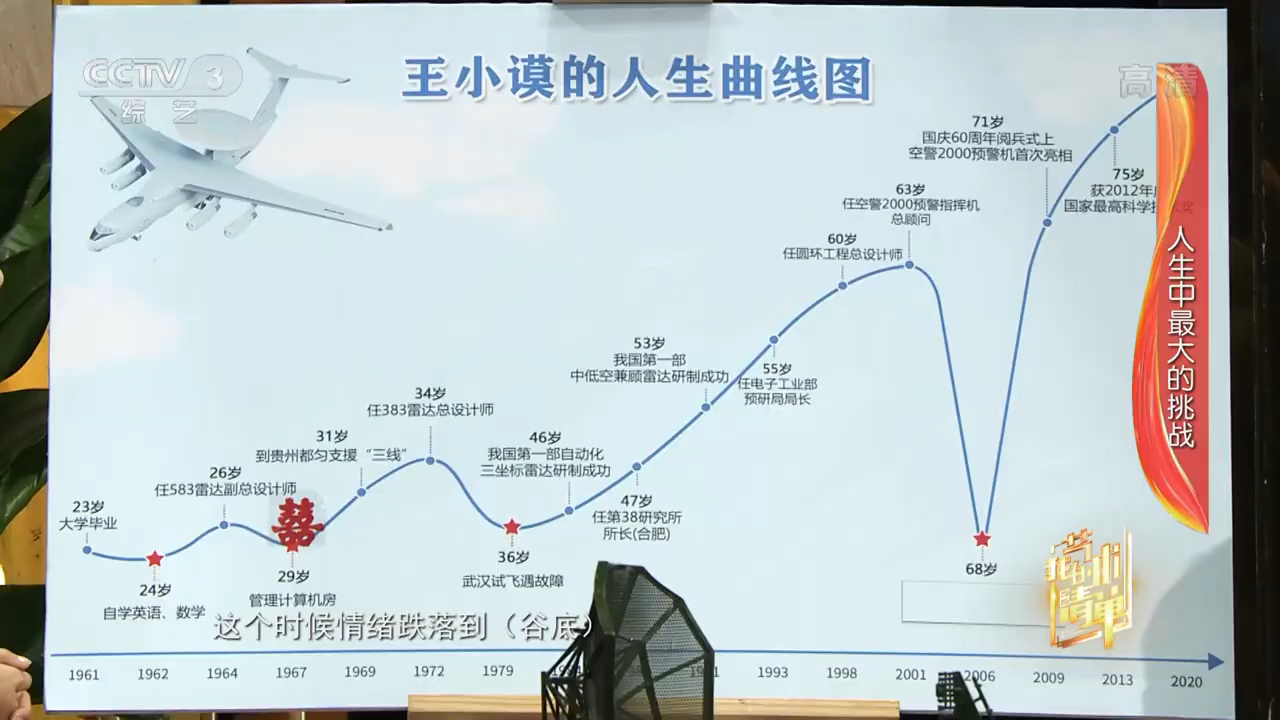 CCTV 3
综艺
高清
王小谟的人生曲线图
23岁
大学毕业
24岁
自学英语、数学
26岁
任583雷达副总设计师
囍
29岁
管理计算机房
31岁
到贵州都匀支援“三线”
34岁
任383雷达总设计师
36岁
武汉试飞遇故障
46岁
我国第一部自动化
三坐标雷达研制成功
47岁
任第38研究所
所长(合肥)
53岁
我国第一部
中低空兼顾雷达研制成功
55岁
任电子工业部
预研局局长
60岁
任圆环工程总设计师
63岁
任空警2000预警指挥机
总顾问
68岁
71岁
国庆60周年阅兵式上
空警2000预警机首次亮相
75岁
获2012年
国家最高科学
人生中最大的挑战
我的艺心清单
这个时候情绪跌落到（谷底）
1961
1962
1964
1967
1969
1972
1979
1993
1998
2001
2006
2009
2013
2020